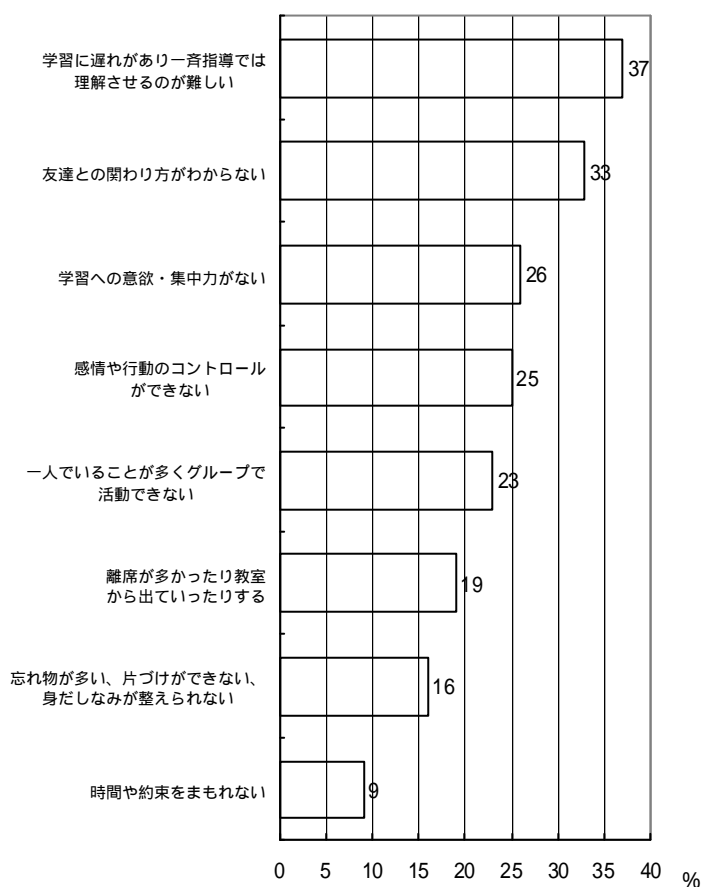 学習に遅れがあり一斉指導では
理解させるのが難しい
37
友達との関わり方がわからない
33
学習への意欲・集中力がない
26
感情や行動のコントロール
ができない
25
一人でいることが多くグループで
活動できない
23
離席が多かったり教室
から出ていったりする
19
忘れ物が多い、片づけができない、
身だしなみが整えられない
16
時間や約束をまもれない
9
0 5 10 15 20 25 30 35 40 %